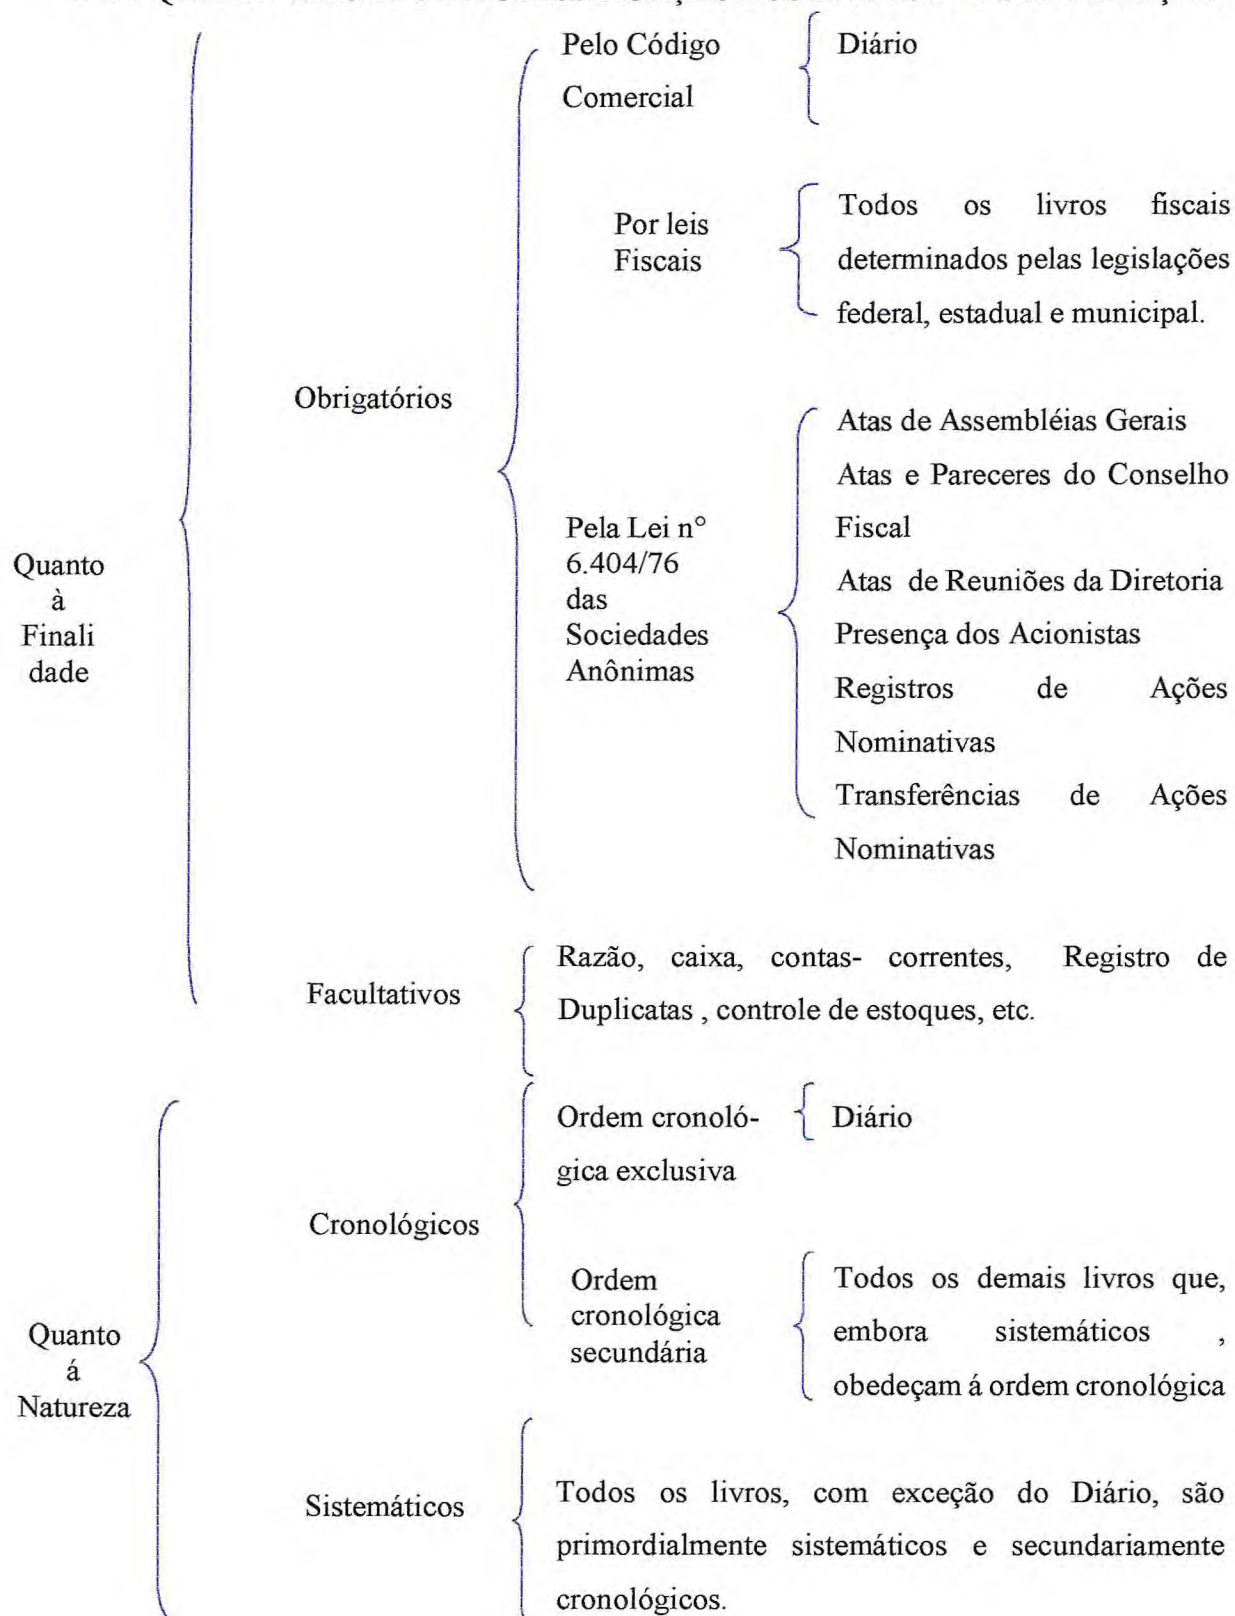 Pelo Código
Comercial
Diário
Por leis
Fiscais
Todos os livros fiscais
determinados pelas legislações
federal, estadual e municipal.
Obrigatórios
Atas de Assembléias Gerais
Atas e Pareceres do Conselho
Fiscal
Atas de Reuniões da Diretoria
Presença dos Acionistas
Registros de Ações
Nominativas
Transferências de Ações
Nominativas
Pela Lei n°
6.404/76
das
Sociedades
Anônimas
Quanto
à
Finali
dade
Facultativos
Razão, caixa, contas- correntes, Registro de
Duplicatas , controle de estoques, etc.
Ordem cronoló-
gica exclusiva
Diário
Cronológicos
Ordem
cronológica
secundária
Todos os demais livros que,
embora sistemáticos ,
obedeçam á ordem cronológica
Quanto
á
Natureza
Sistemáticos
Todos os livros, com exceção do Diário, são
primordialmente sistemáticos e secundariamente
cronológicos.